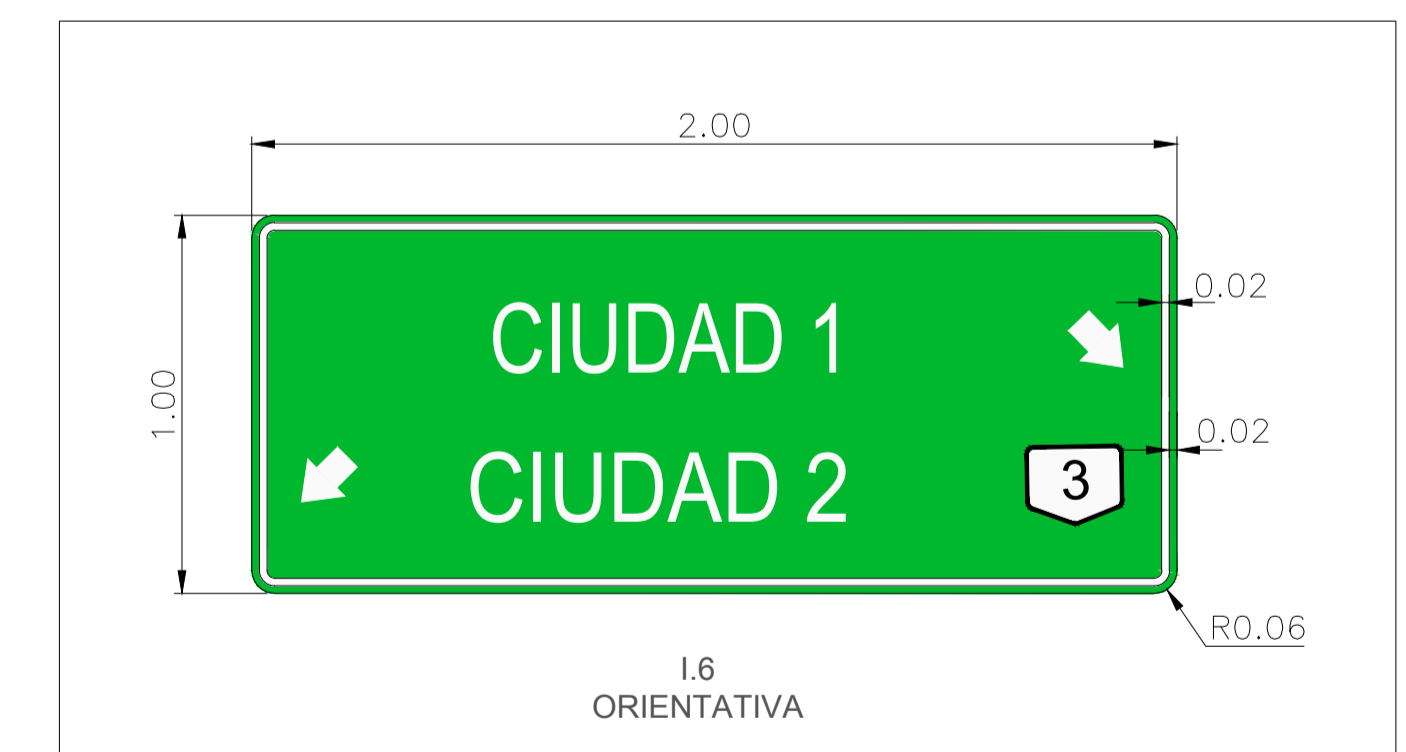 2.00
0.02
CIUDAD 1
1.00
0.02
CIUDAD 2
3
R0.06
I.6
ORIENTATIVA